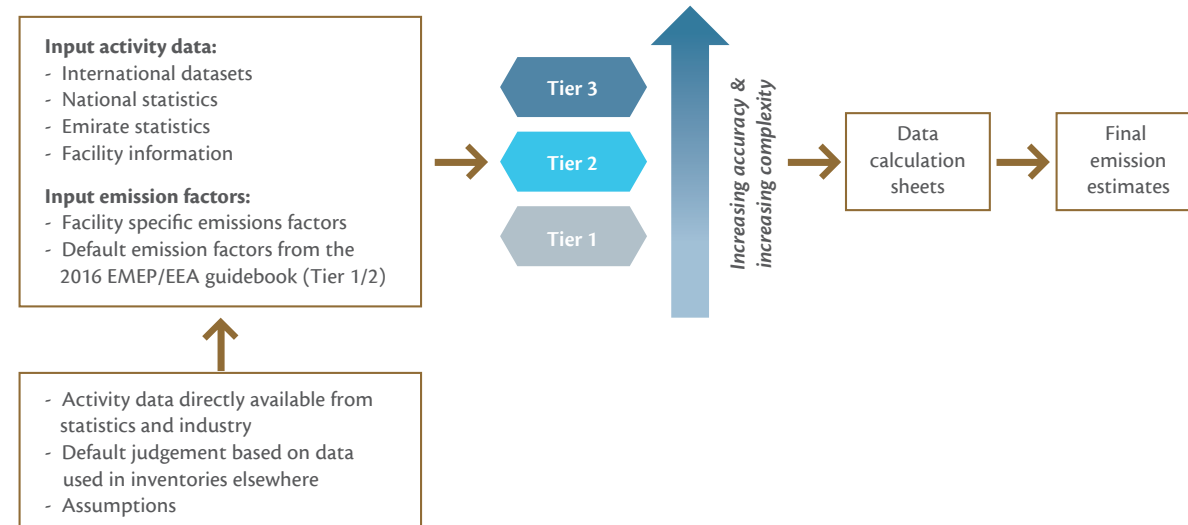 Input activity data:
- International datasets
- National statistics
- Emirate statistics
- Facility information
Input emission factors:
- Facility specific emissions factors
- Default emission factors from the
2016 EMEP/EEA guidebook (Tier 1/2)
- Activity data directly available from
statistics and industry
- Default judgement based on data
used in inventories elsewhere
- Assumptions
Tier 3
Tier 2
Tier 1
Increasing accuracy &
increasing complexity
Data
calculation
sheets
Final
emission
estimates